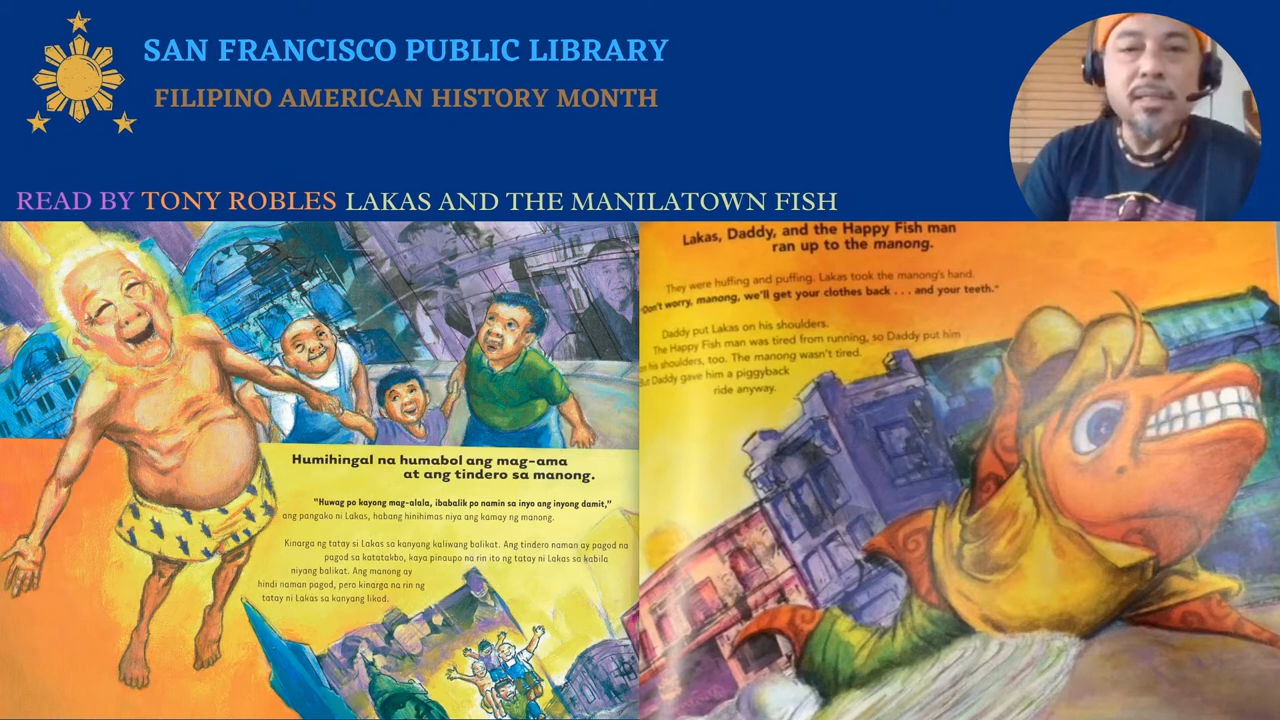 SAN FRANCISCO PUBLIC LIBRARY
FILIPINO AMERICAN HISTORY MONTH
READ BY TONY ROBLES LAKAS AND THE MANILATOWN FISH
Humihingal na humabol ang mag-ama
at ang tindero sa manong.
"Huwag po kayong mag-alala, ibabalik po namin sa inyo ang inyong damit,"
ang pangako ni Lakas, habang hinihimas niya ang kamay ng manong.
Kinarga ng tatay si Lakas sa kanyang kaliwang balikat. Ang tindero naman ay pagod na
pagod sa katatakbo, kaya pinaupo na rin ito ng tatay ni Lakas sa kabila
niyang balikat. Ang manong ay
hindi naman pagod, pero kinarga na rin ng
tatay ni Lakas sa kanyang likod.
Lakas, Daddy, and the Happy Fish man
ran up to the manong.
They were huffing and puffing. Lakas took the manong's hand.
"Don't worry, manong, we'll get your clothes back . . . and your teeth."
Daddy put Lakas on his shoulders.
The Happy Fish man was tired from running, so Daddy put him
on his shoulders, too. The manong wasn't tired.
But Daddy gave him a piggyback
ride anyway.